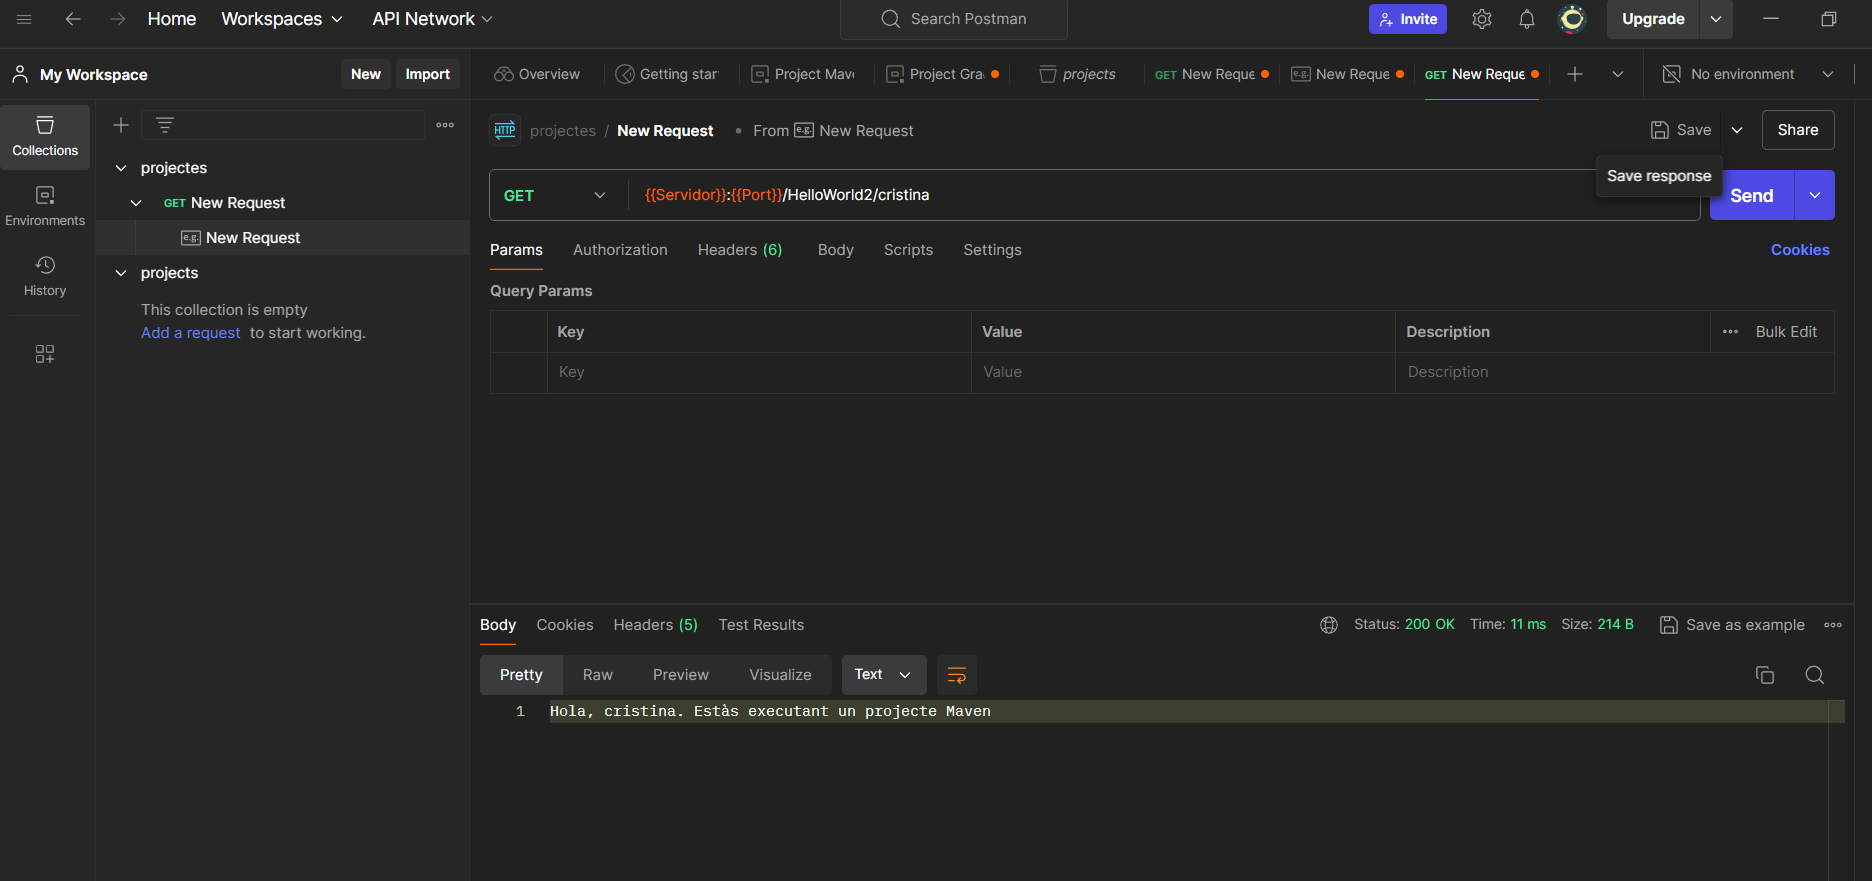 Home Workspaces API Network Search Postman Invite Upgrade
My Workspace New Import Overview Getting star Project Mav Project Gra projects GET New Reque e.g. New Reque GET New Reque No environment
Collections
Environments
History
projectes
GET New Request
e.g. New Request
projects
This collection is empty
Add a request to start working.
HTTP projectes / New Request • From e.g. New Request Save Share
Save response
GET {{Servidor}}:{{Port}}/HelloWorld2/cristina Send
Params Authorization Headers (6) Body Scripts Settings Cookies
Query Params
Key Value Description Bulk Edit
Key Value Description
Body Cookies Headers (5) Test Results Status: 200 OK Time: 11 ms Size: 214 B Save as example
Pretty Raw Preview Visualize Text
1 Hola, cristina. Estàs executant un projecte Maven